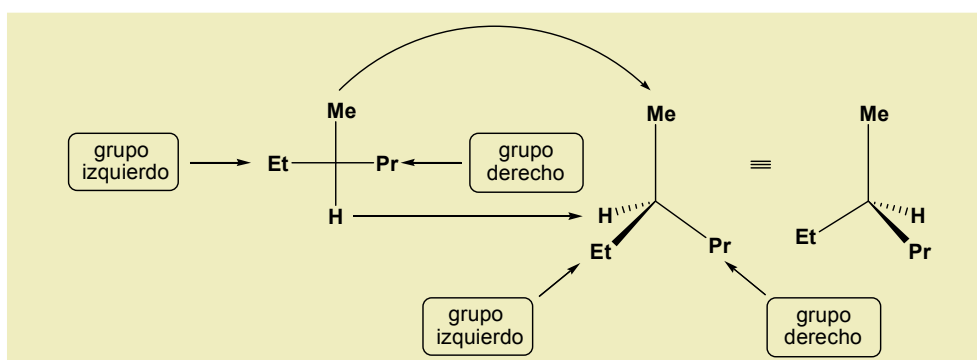 Me
grupo
izquierdo
Et
Pr
grupo
derecho
H
Me
H
Et
Pr
≡
Me
H
Et
Pr
grupo
izquierdo
grupo
derecho